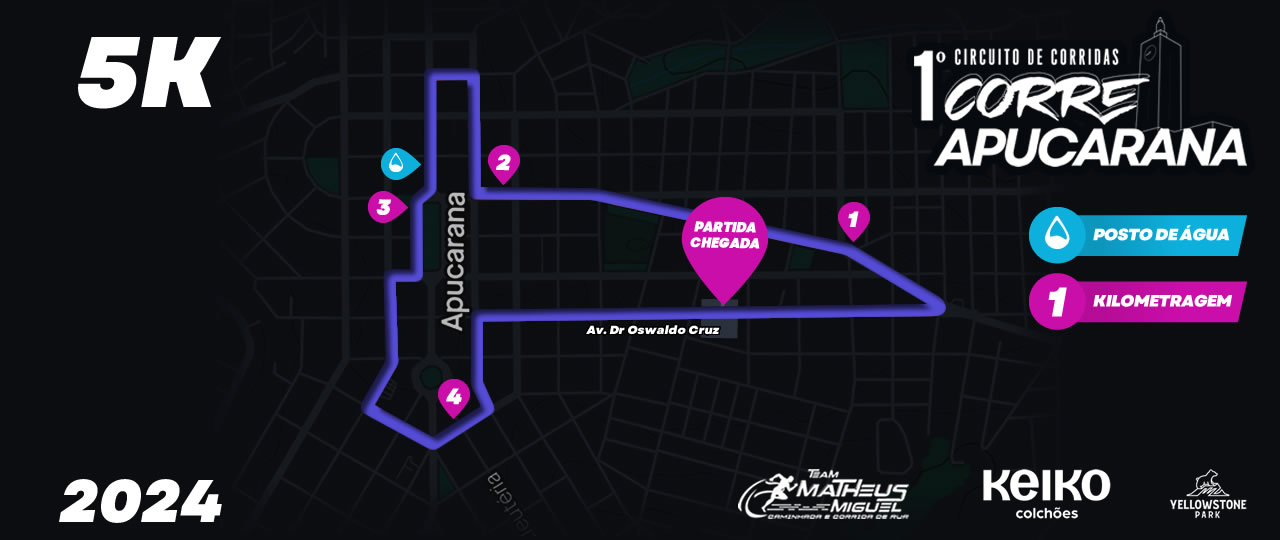 5K
1º CIRCUITO DE CORRIDAS
CORRE
APUCARANA
2
3
1
PARTIDA
CHEGADA
Apucarana
POSTO DE ÁGUA
1 KILOMETRAGEM
Av. Dr Oswaldo Cruz
4
2024
TEAM
MATHEUS
MIGUEL
CAMINHADA E CORRIDA DE RUA
KEIKO
colchões
YELLOWSTONE
PARK